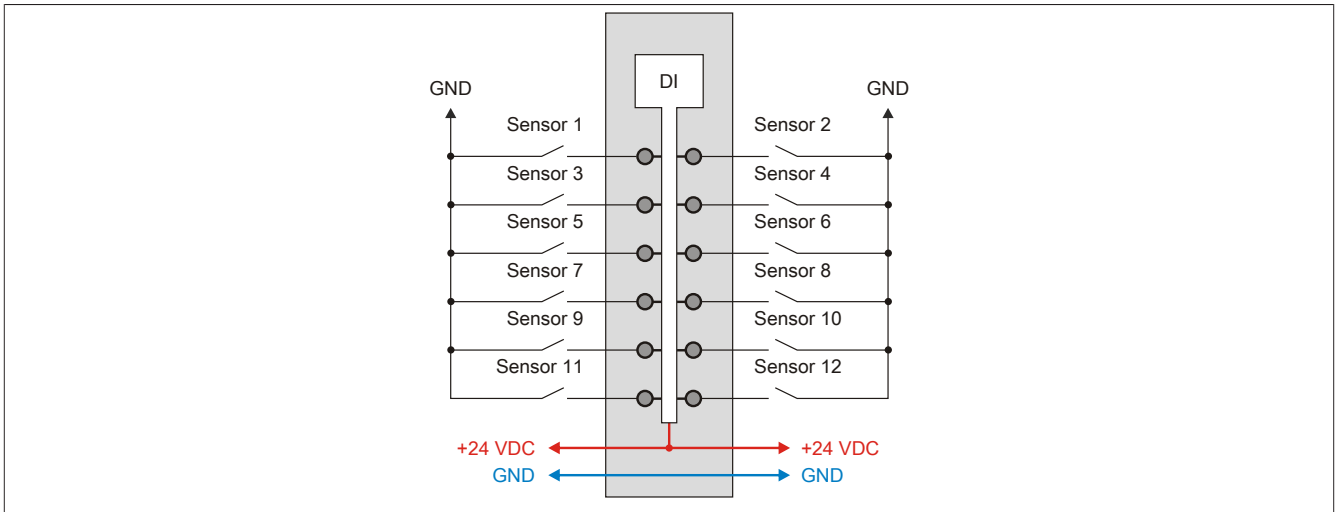 DI
GND
GND
Sensor 1
Sensor 2
Sensor 3
Sensor 4
Sensor 5
Sensor 6
Sensor 7
Sensor 8
Sensor 9
Sensor 10
Sensor 11
Sensor 12
+24 VDC
+24 VDC
GND
GND